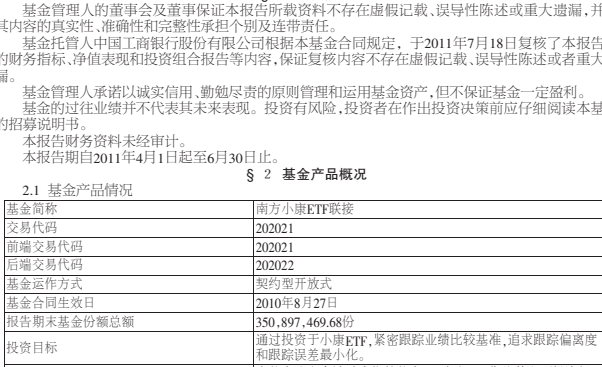 基金管理人的董事会及董事保证本报告所载资料不存在虚假记载、误导性陈述或重大遗漏,并
其内容的真实性、准确性和完整性承担个别及连带责任。
基金托管人中国工商银行股份有限公司根据本基金合同规定，于2011年7月18日复核了本报告
的财务指标、净值表现和投资组合报告等内容,保证复核内容不存在虚假记载、误导性陈述或者重大
漏。
基金管理人承诺以诚实信用、勤勉尽责的原则管理和运用基金资产,但不保证基金一定盈利。
基金的过往业绩并不代表其未来表现。投资有风险，投资者在作出投资决策前应仔细阅读本基
的招募说明书。
本报告财务资料未经审计。
本报告期自2011年4月1日起至6月30日止。
§ 2 基金产品概况
2.1 基金产品情况
基金简称 南方小康ETF联接
交易代码 202021
前端交易代码 202021
后端交易代码 202022
基金运作方式 契约型开放式
基金合同生效日 2010年8月27日
报告期末基金份额总额 350,897,469.68份
投资目标 通过投资于小康ETF,紧密跟踪业绩比较基准,追求跟踪偏离度
和跟踪误差最小化。